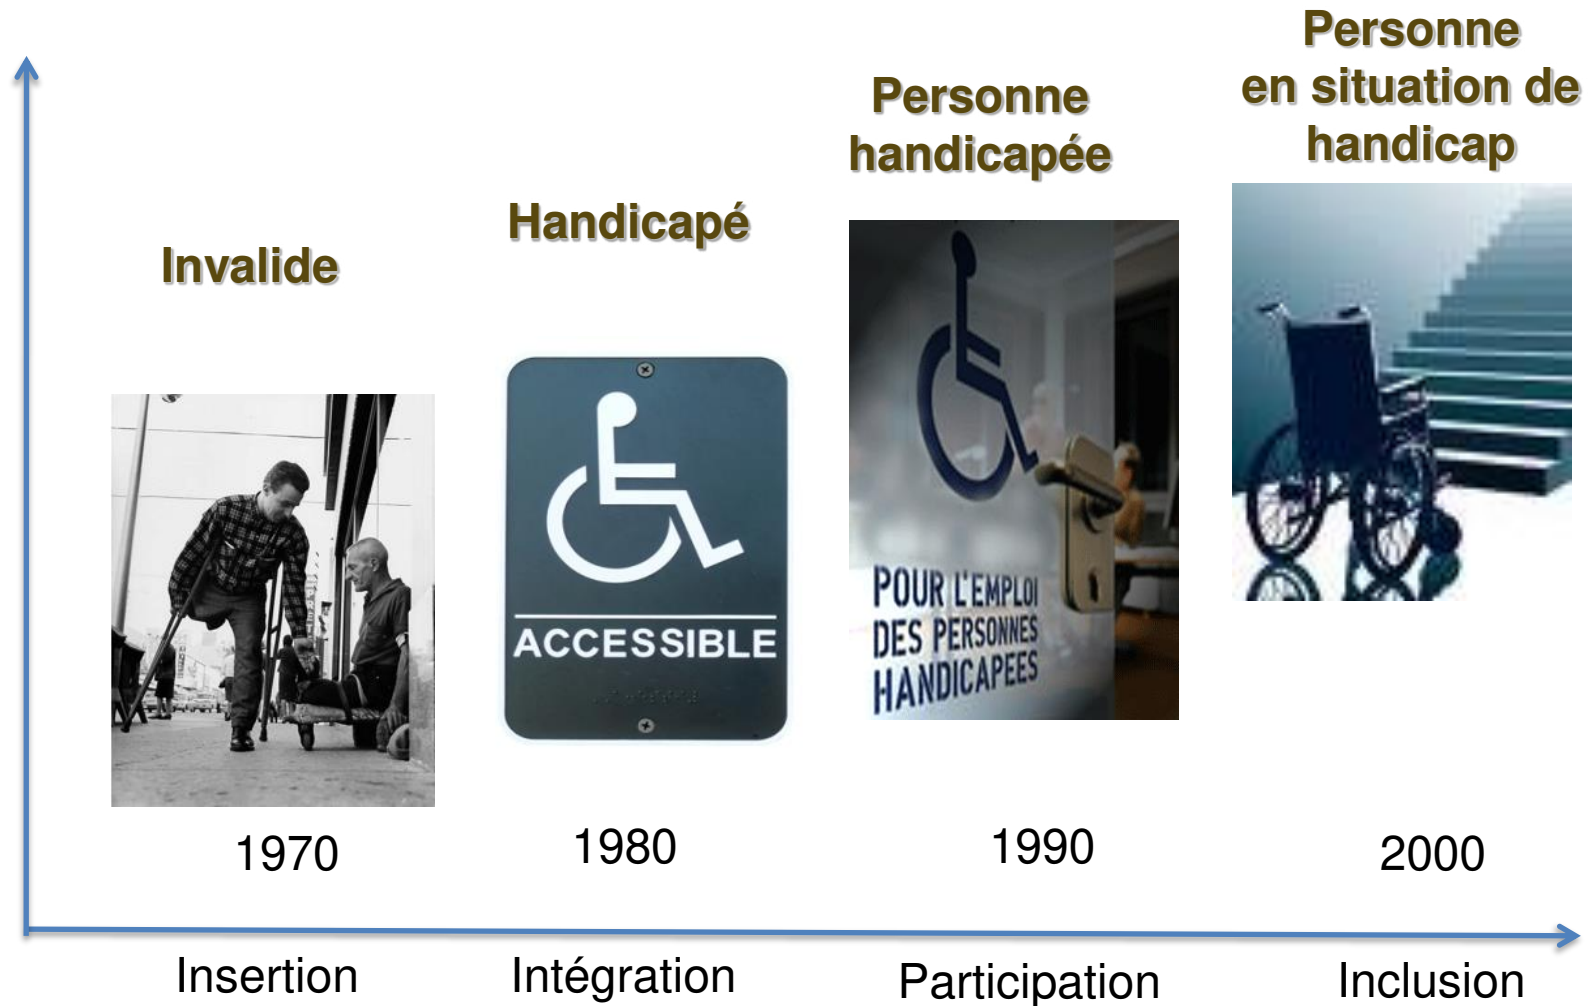 Personne
en situation de
handicap
Personne
handicapée
Handicapé
Invalide
ACCESSIBLE
POUR L'EMPLOI
DES PERSONNES
HANDICAPEES
1970
1980
1990
2000
Insertion
Intégration
Participation
Inclusion